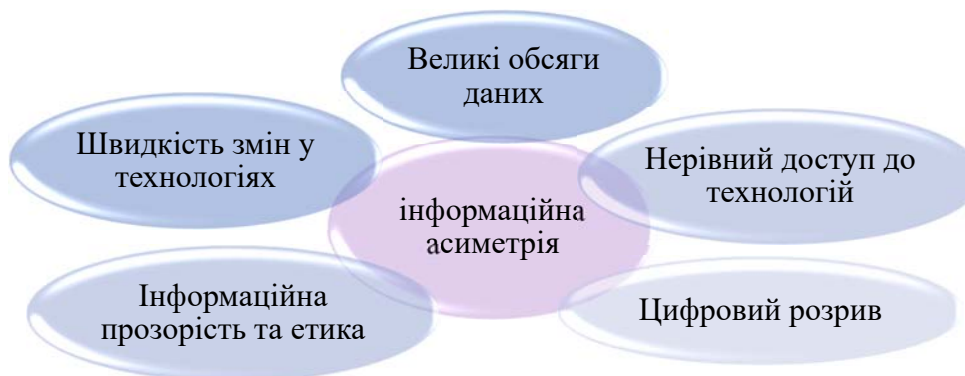 Великі обсяги
даних
Швидкість змін у
технологіях
Нерівний доступ до
технологій
інформаційна
асиметрія
Інформаційна
прозорість та етика
Цифровий розрив